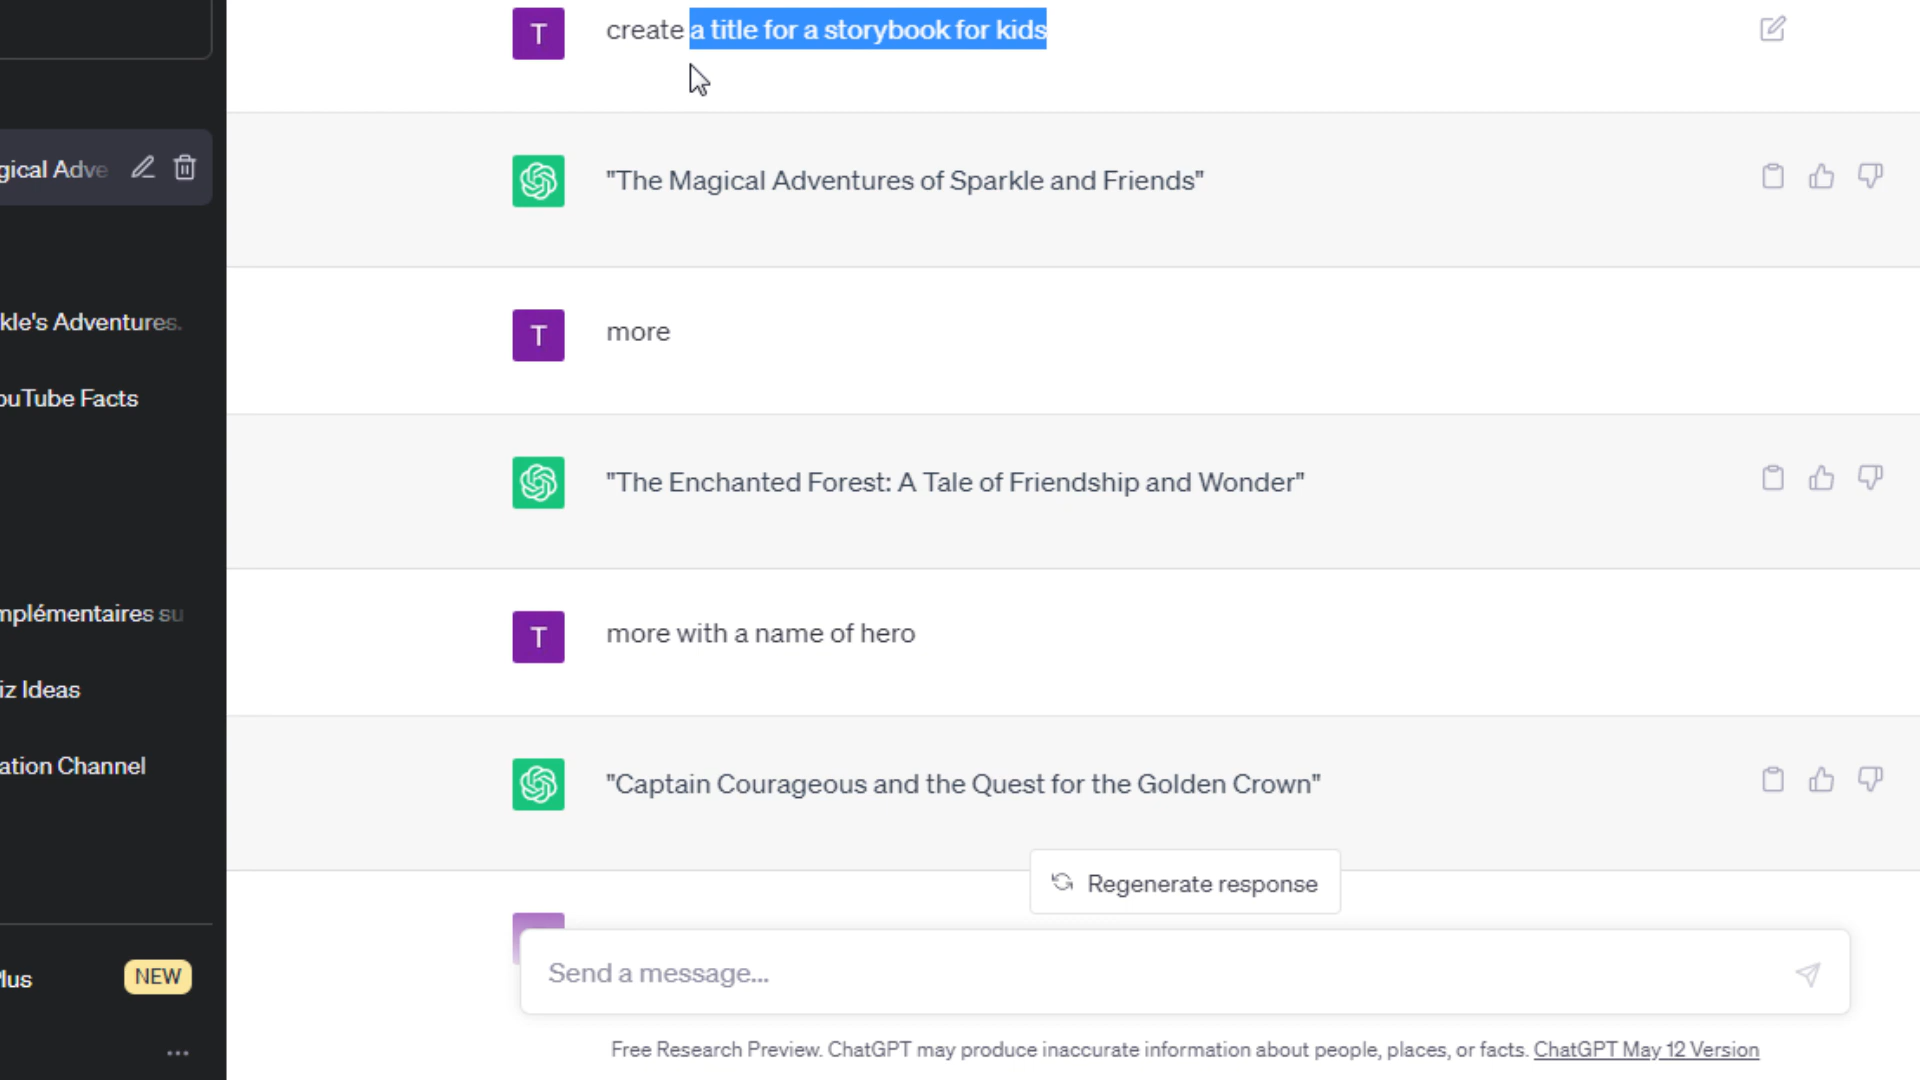 T create a title for a storybook for kids
gical Adve
"The Magical Adventures of Sparkle and Friends"
kle's Adventures.
T more
ouTube Facts
"The Enchanted Forest: A Tale of Friendship and Wonder"
mplémentaires su
T more with a name of hero
iz Ideas
ation Channel
"Captain Courageous and the Quest for the Golden Crown"
Regenerate response
lus NEW
Send a message...
Free Research Preview. ChatGPT may produce inaccurate information about people, places, or facts. ChatGPT May 12 Version